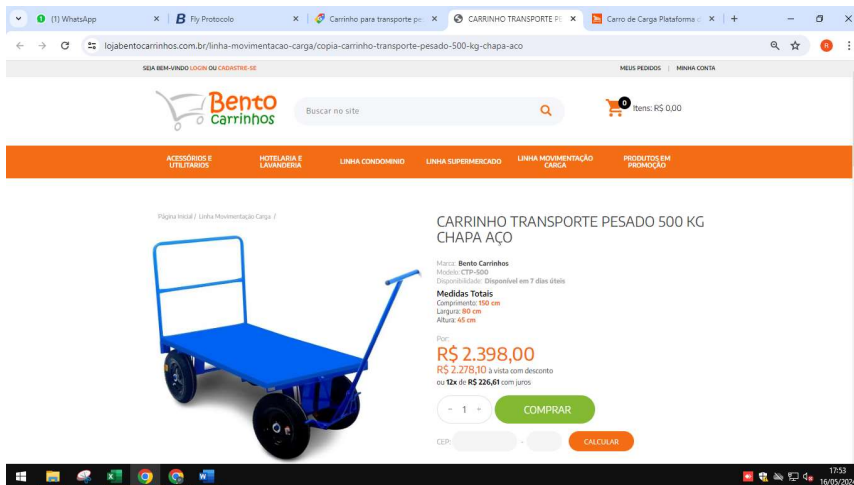 (1) WhatsApp
Fly Protocolo
Carrinho para transporte pe
CARRINHO TRANSPORTE PE
Carro de Carga Plataforma
lojabentocarrinhos.com.br/linha-movimentacao-carga/copia-carrinho-transporte-pesado-500-kg-chapa-aco
R
SEJA BEM-VINDO LOGIN OU CADASTRE-SE
MEUS PEDIDOS | MINHA CONTA
Bento
Carrinhos
Buscar no site
0
Itens: R$ 0,00
ACESSÓRIOS E
UTILITARIOS
HOTELARIA E
LAVANDERIA
LINHA CONDOMINIO
LINHA SUPERMERCADO
LINHA MOVIMENTAÇÃO
CARGA
PRODUTOS EM
PROMOÇÃO
Página Inicial / Linha Movimentação Carga /
CARRINHO TRANSPORTE PESADO 500 KG
CHAPA AÇO
Marca: Bento Carrinhos
Modelo: CTP-500
Disponibilidade: Disponível em 7 dias úteis
Medidas Totais
Comprimento: 150 cm
Largura: 80 cm
Altura: 45 cm
Por:
R$ 2.398,00
R$ 2.278,10 à vista com desconto
ou 12x de R$ 226,61 com juros
- 1 +
COMPRAR
CEP:
-
CALCULAR
17:53
16/05/2024